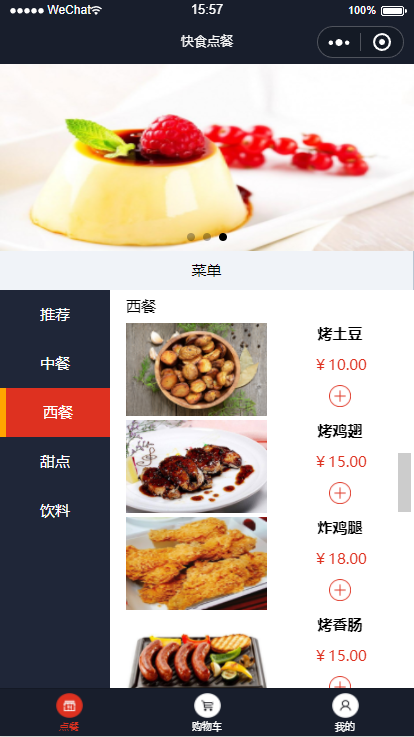 WeChat 15:57 100%
快食点餐
菜单
推荐
中餐
西餐
甜点
饮料
西餐
烤土豆
¥ 10.00
烤鸡翅
¥ 15.00
炸鸡腿
¥ 18.00
烤香肠
¥ 15.00
点餐 购物车 我的